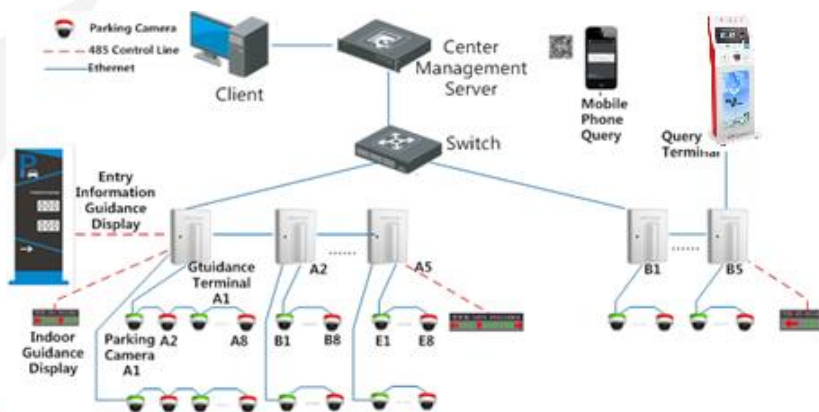 Parking Camera
485 Control Line
Ethernet
Client
Center
Management
Server
Mobile
Phone
Query
Query
Terminal
Switch
Entry
Information
Guidance
Display
P
Gtuidance
Terminal
A1
A2
......
A5
B1
......
B5
Indoor
Guidance
Display
Parking
Camera
A1
A2
A8
B1
B8
E1
E8